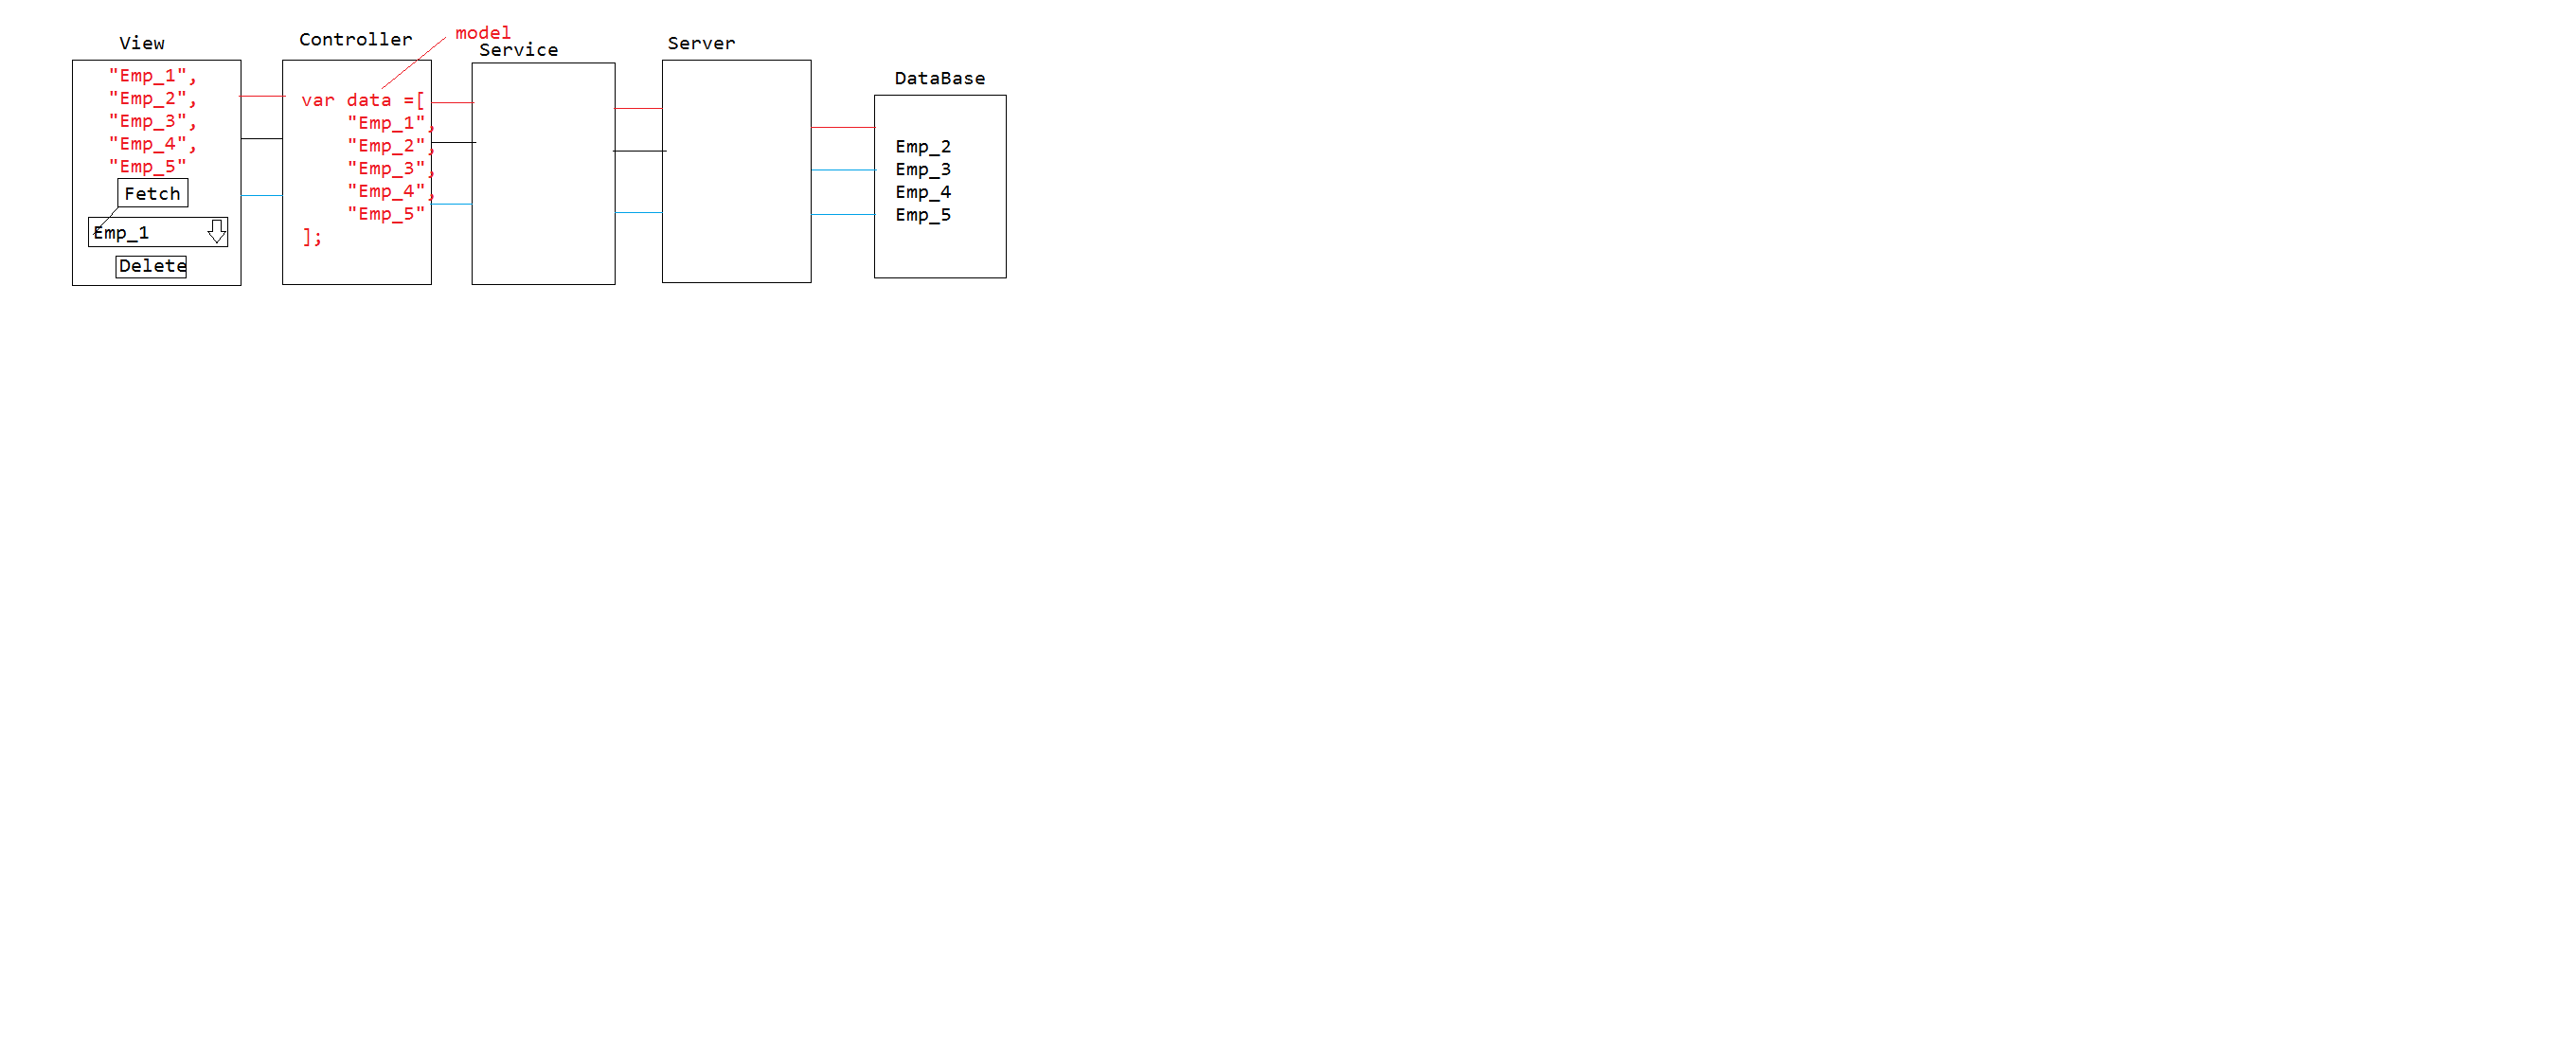 View
"Emp_1",
"Emp_2",
"Emp_3",
"Emp_4",
"Emp_5"
Fetch
Emp_1
Delete
Controller
model
var data =[
"Emp_1",
"Emp_2",
"Emp_3",
"Emp_4",
"Emp_5"
];
Service
Server
DataBase
Emp_2
Emp_3
Emp_4
Emp_5